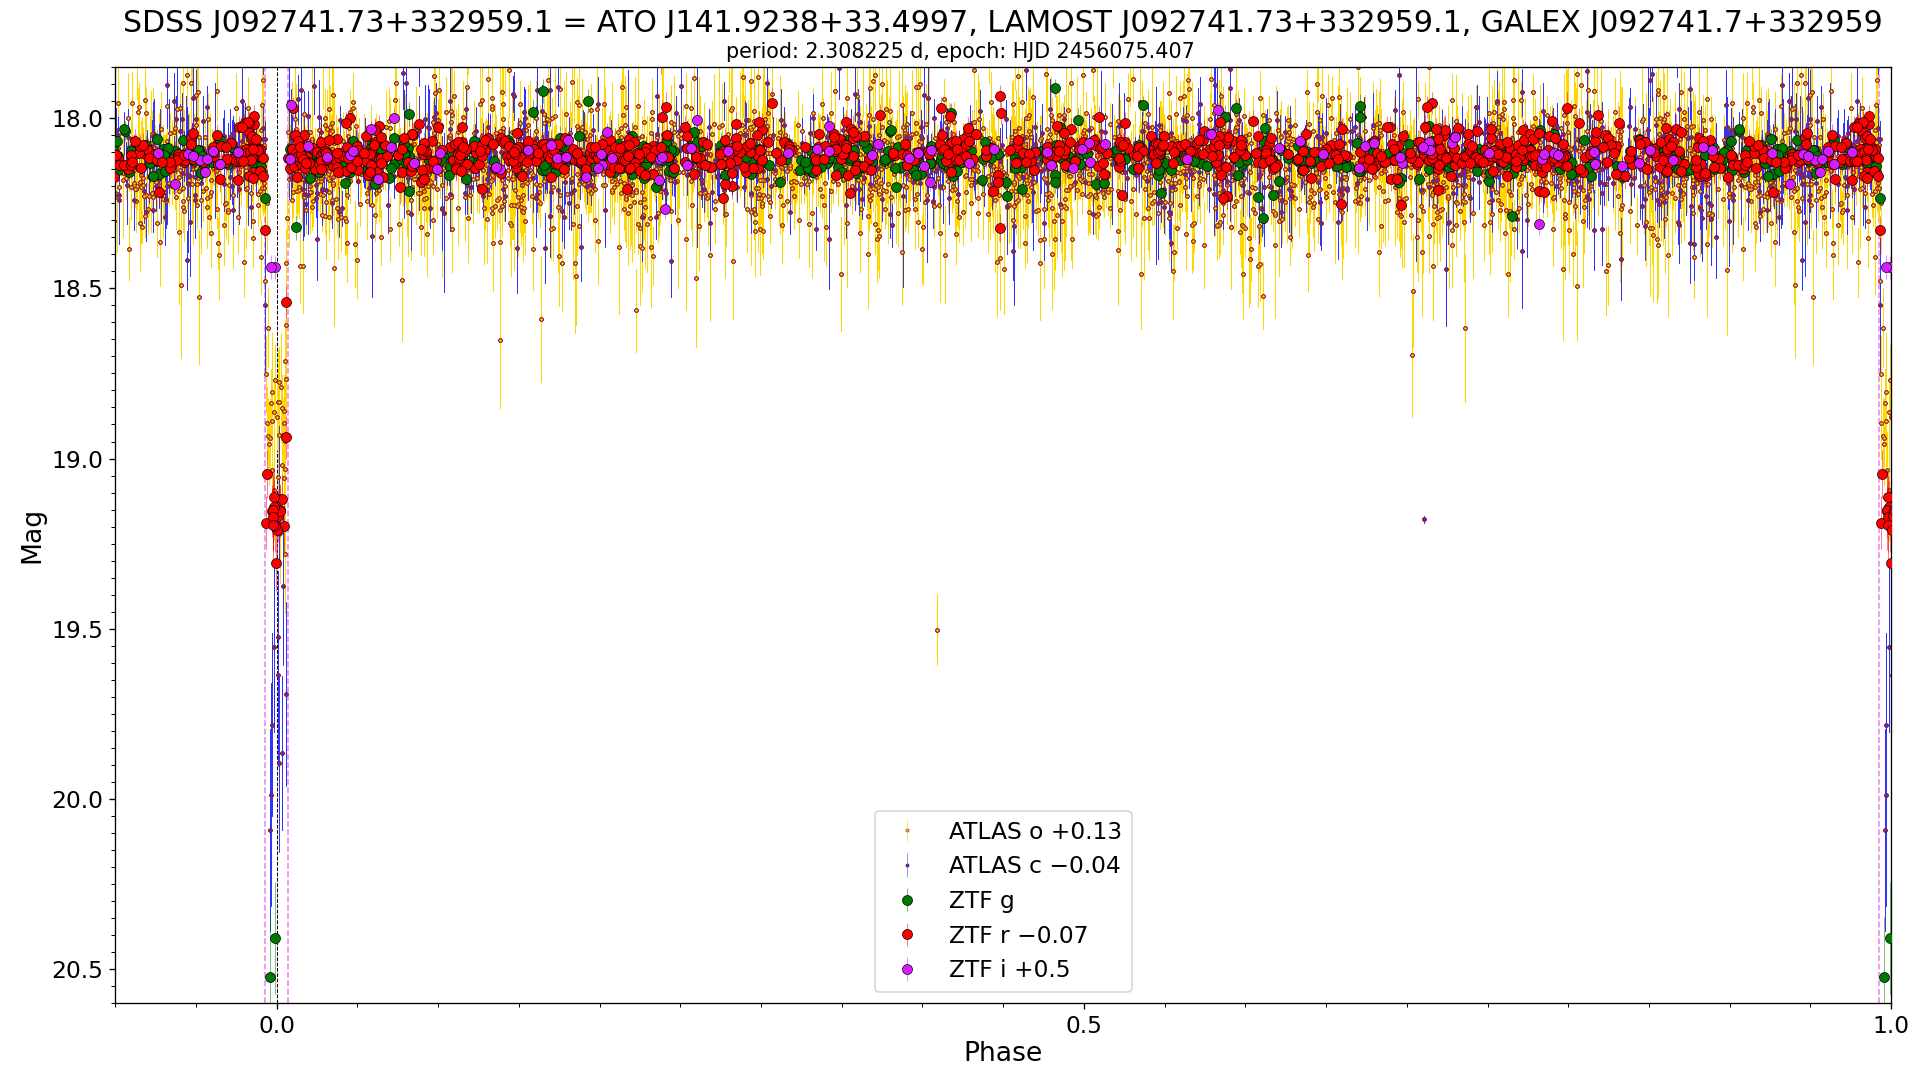 SDSS J092741.73+332959.1 = ATO J141.9238+33.4997, LAMOST J092741.73+332959.1, GALEX J092741.7+332959
period: 2.308225 d, epoch: HJD 2456075.407
18.0
18.5
19.0
19.5
20.0
20.5
Mag
ATLAS o +0.13
ATLAS c −0.04
ZTF g
ZTF r −0.07
ZTF i +0.5
0.0
0.5
1.0
Phase